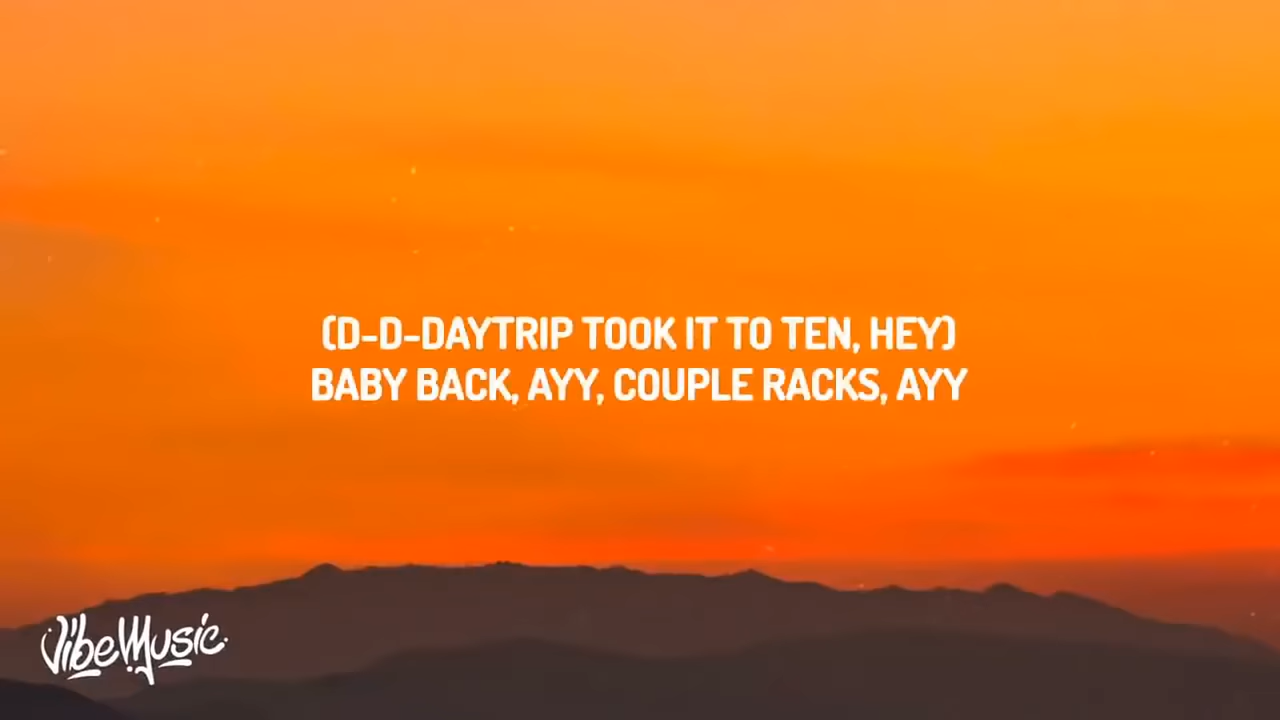 (D-D-DAYTRIP TOOK IT TO TEN, HEY)
BABY BACK, AYY, COUPLE RACKS, AYY
VibeMusic